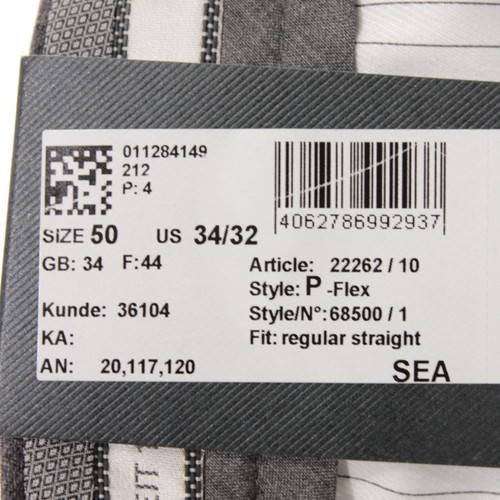 011284149
212
P: 4
4062786992937
SIZE 50 US 34/32
GB: 34 F: 44
Article: 22262 / 10
Style: P -Flex
Kunde: 36104
Style/N°: 68500 / 1
KA:
Fit: regular straight
AN: 20,117,120
SEA
EIT